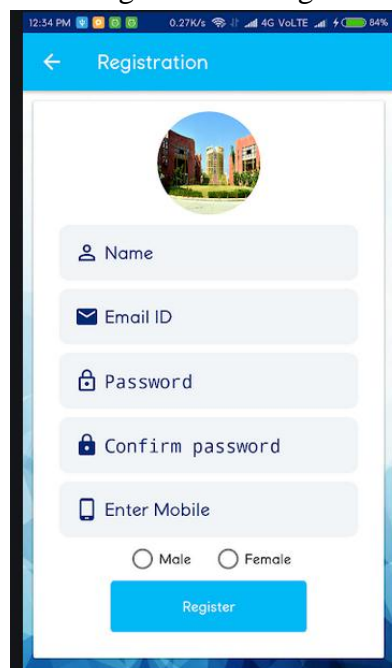 12:34 PM 0.27K/s 4G VoLTE 84%
Registration
Name
Email ID
Password
Confirm password
Enter Mobile
Male Female
Register